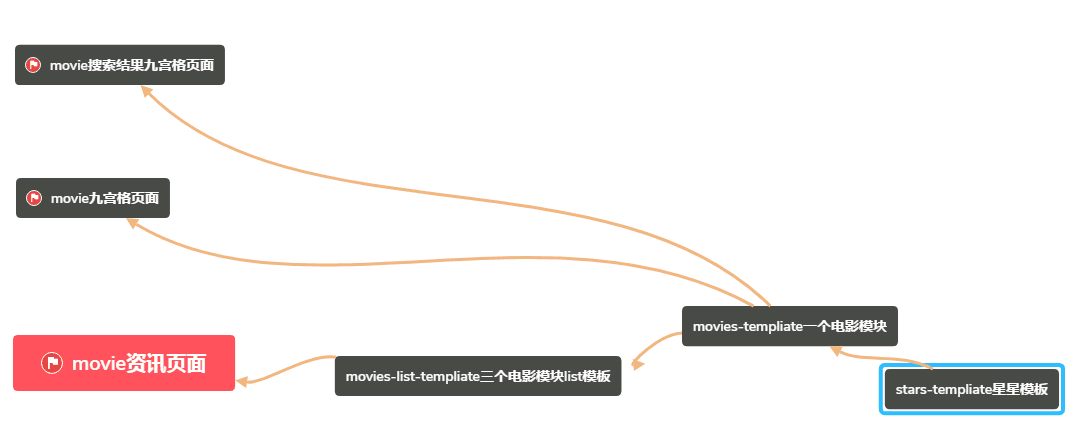 movie搜索结果九宫格页面
movie九宫格页面
movies-templiate一个电影模块
movie资讯页面
movies-list-templiate三个电影模块list模板
stars-templiate星星模板